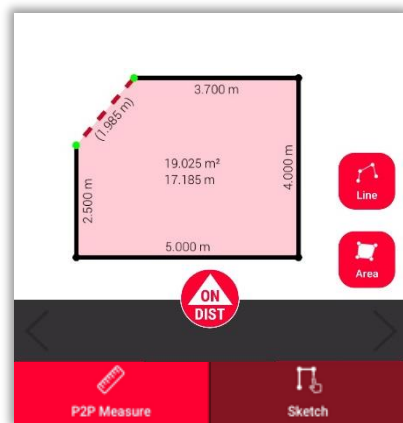 3.700 m
(1.985 m)
19.025 m²
17.185 m
4.000 m
2.500 m
5.000 m
Line
Area
ON
DIST
P2P Measure
Sketch